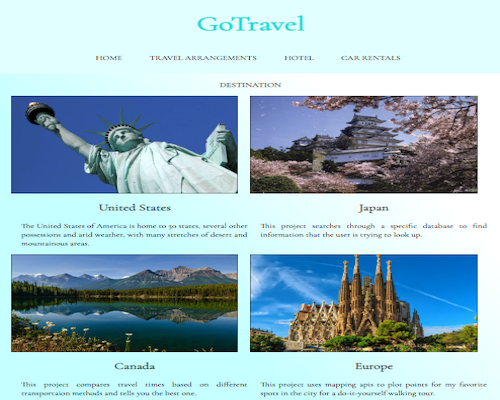 GoTravel
HOME TRAVEL ARRANGEMENTS HOTEL CAR RENTALS
DESTINATION
United States
The United States of America is home to 50 states, several other
possessions and arid weather, with many stretches of desert and
mountainous areas.
Japan
This project searches through a specific database to find
information that the user is trying to look up.
Canada
This project compares travel times based on different
transportaion methods and tells you the best one.
Europe
This project uses mapping apis to plot points for my favorite
spots in the city for a do-it-yourself walking tour.